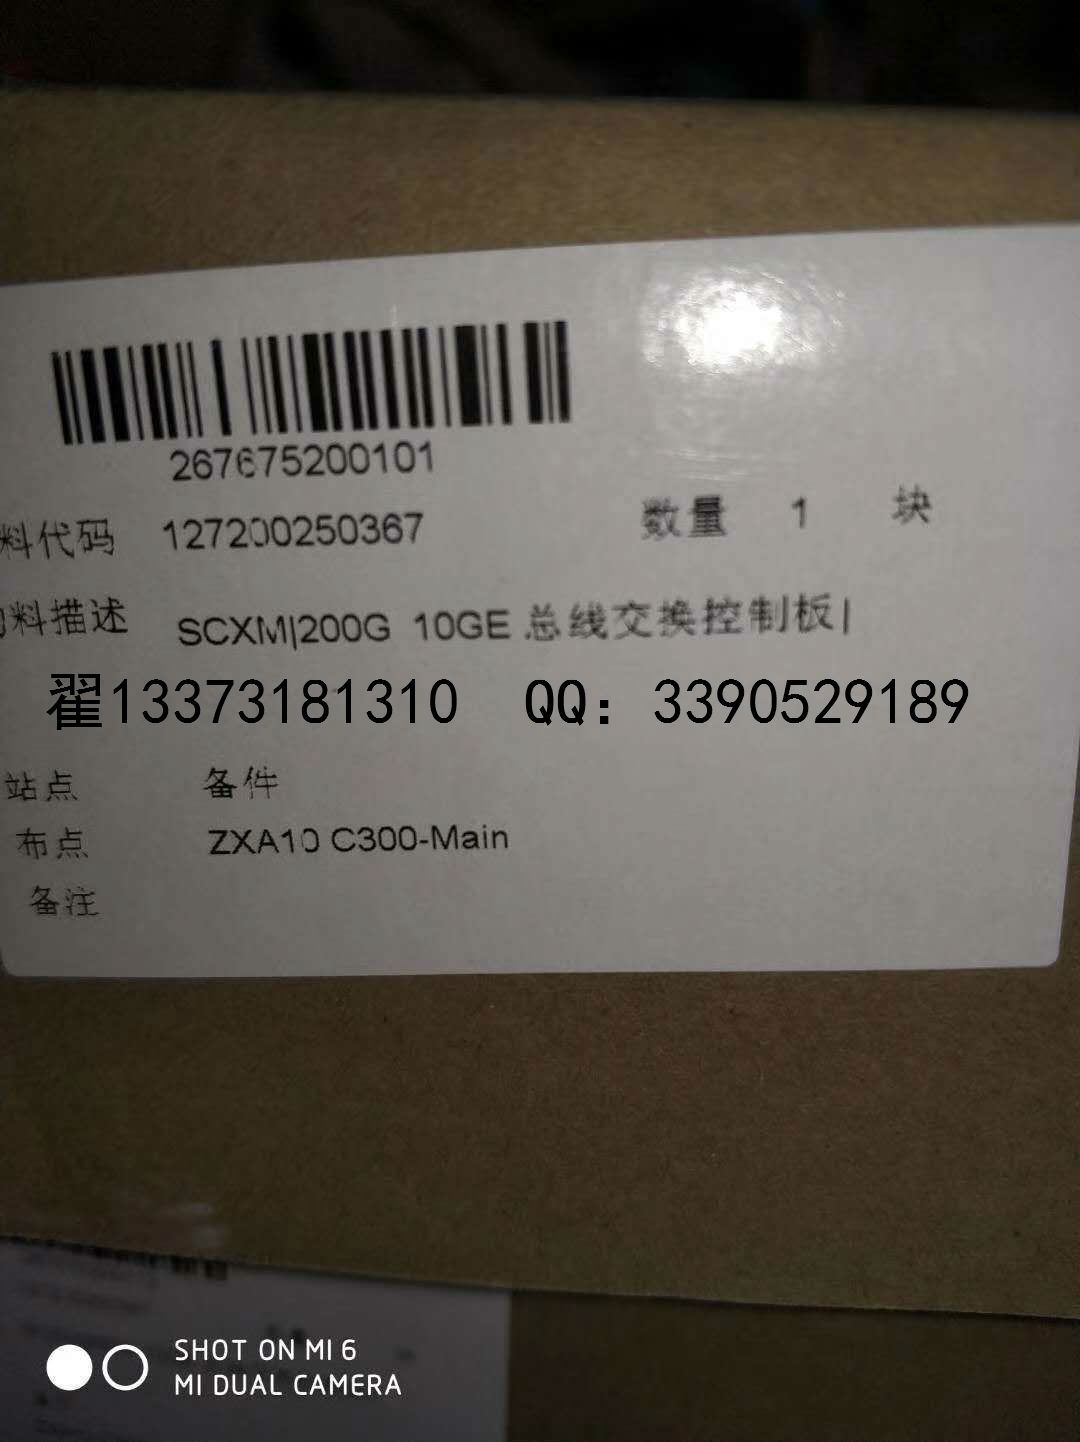 267675200101
料代码 127200250367 数量 1 块
料描述 SCXM|200G 10GE 总线交换控制板|
翟13373181310 QQ：3390529189
站点 备件
布点 ZXA10 C300-Main
备注
SHOT ON MI 6
MI DUAL CAMERA